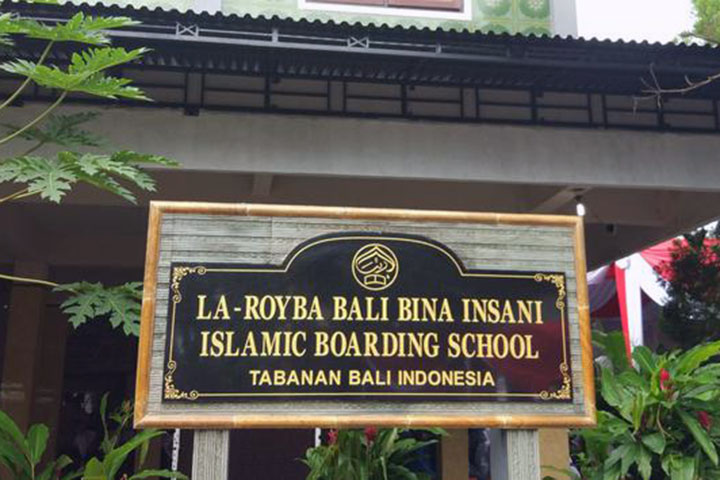 LA-ROYBA BALI BINA INSANI
ISLAMIC BOARDING SCHOOL
TABANAN BALI INDONESIA